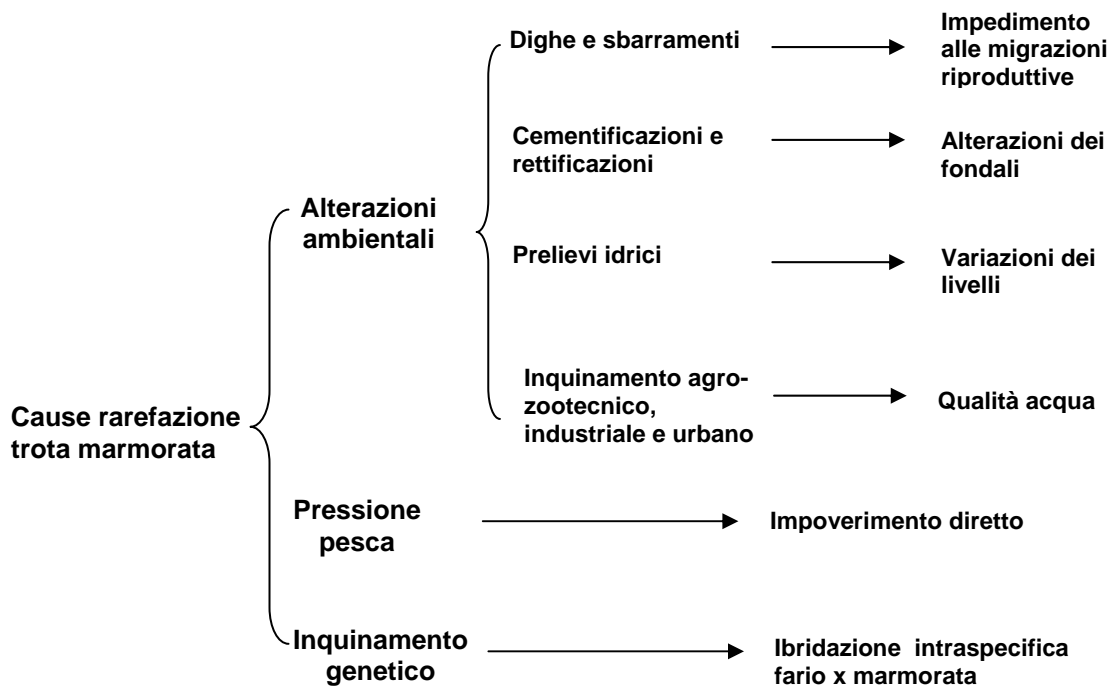 Dighe e sbarramenti
Impedimento
alle migrazioni
riproduttive
Cementificazioni e
rettificazioni
Alterazioni dei
fondali
Alterazioni
ambientali
Prelievi idrici
Variazioni dei
livelli
Inquinamento agro-
zootecnico,
industriale e urbano
Qualità acqua
Cause rarefazione
trota marmorata
Pressione
pesca
Impoverimento diretto
Inquinamento
genetico
Ibridazione intraspecifica
fario x marmorata